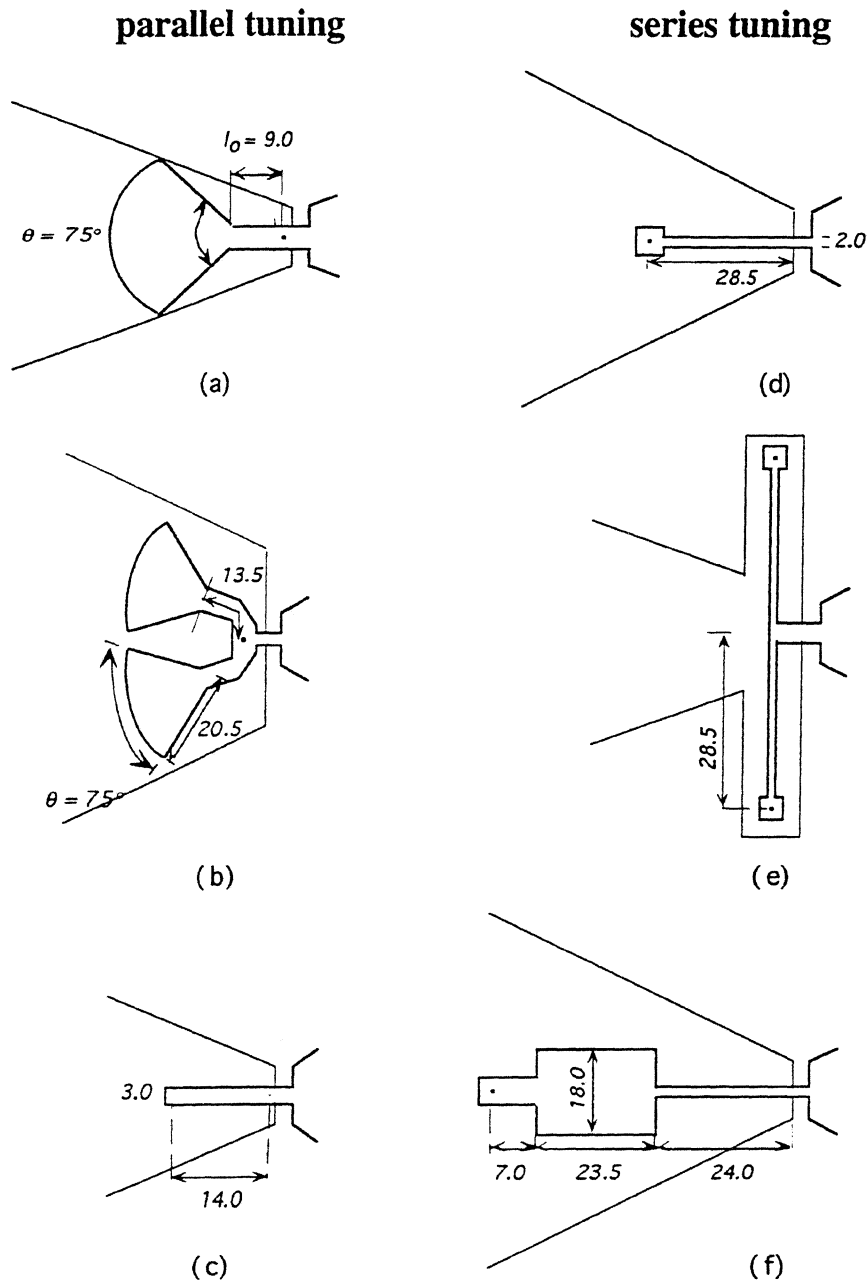 parallel tuning
series tuning
l₀ = 9.0
θ = 75°
(a)
2.0
28.5
(d)
13.5
20.5
θ = 75°
(b)
28.5
(e)
3.0
14.0
(c)
18.0
7.0
23.5
24.0
(f)